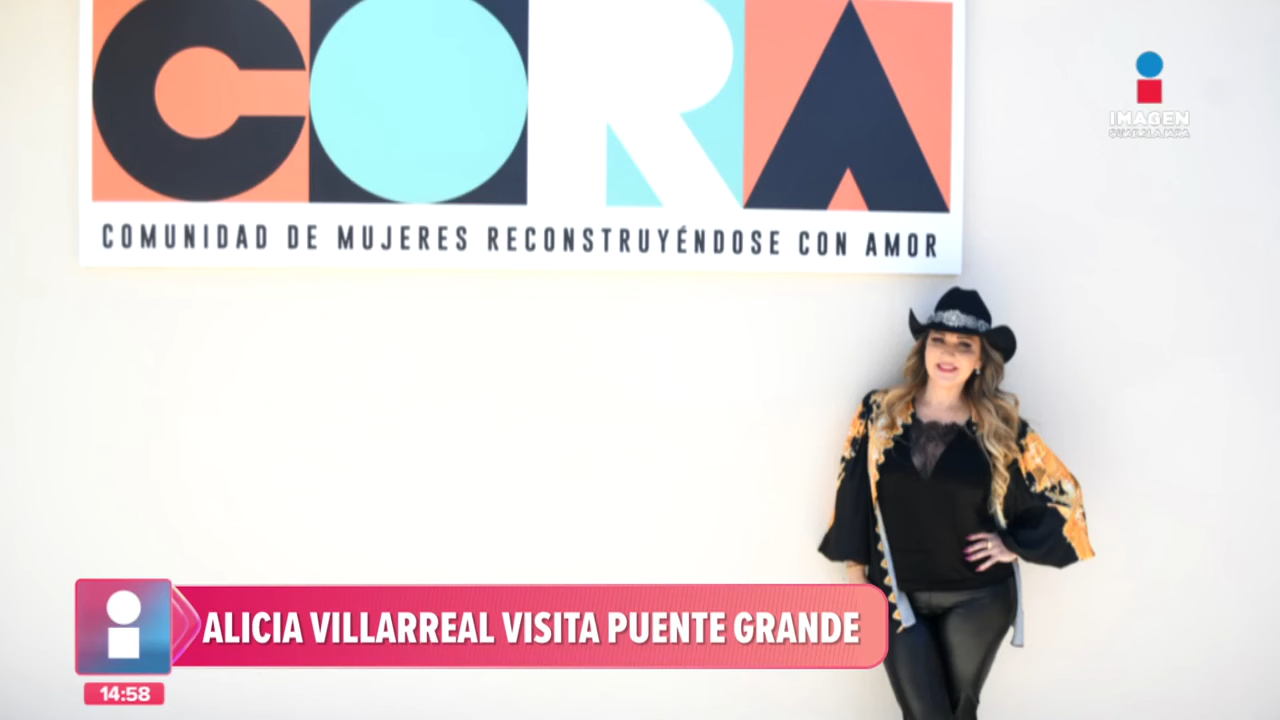 CORA
COMUNIDAD DE MUJERES RECONSTRUYÉNDOSE CON AMOR
IMAGEN
ALICIA VILLARREAL VISITA PUENTE GRANDE
14:58